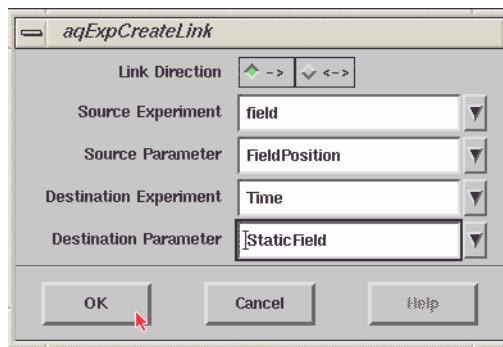 aqExpCreateLink
Link Direction -> <->
Source Experiment field
Source Parameter FieldPosition
Destination Experiment Time
Destination Parameter StaticField
OK Cancel Help